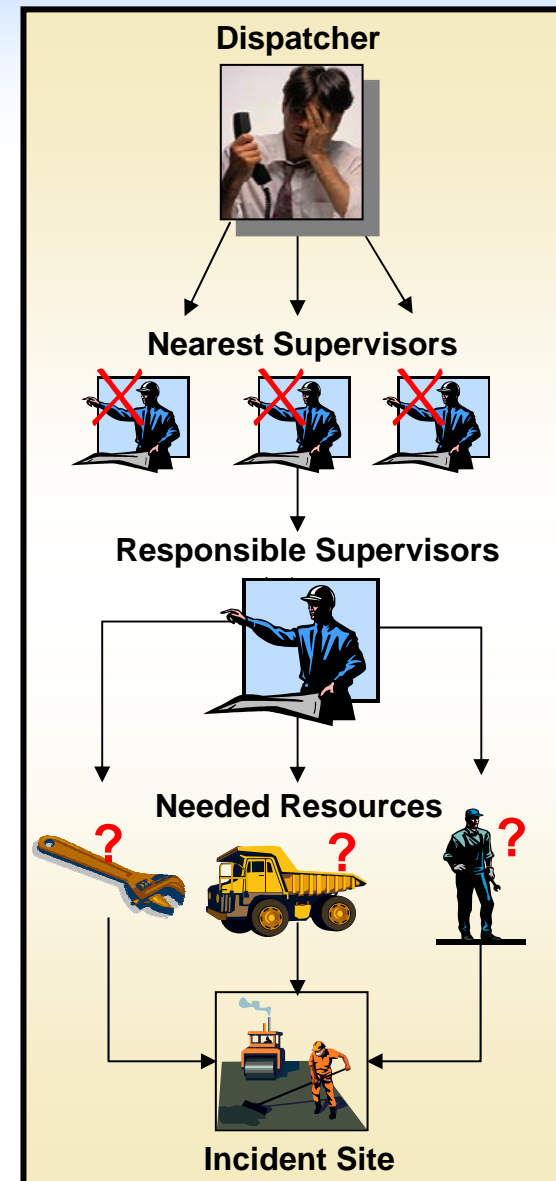 Dispatcher
Nearest Supervisors
Responsible Supervisors
Needed Resources
? ? ?
Incident Site